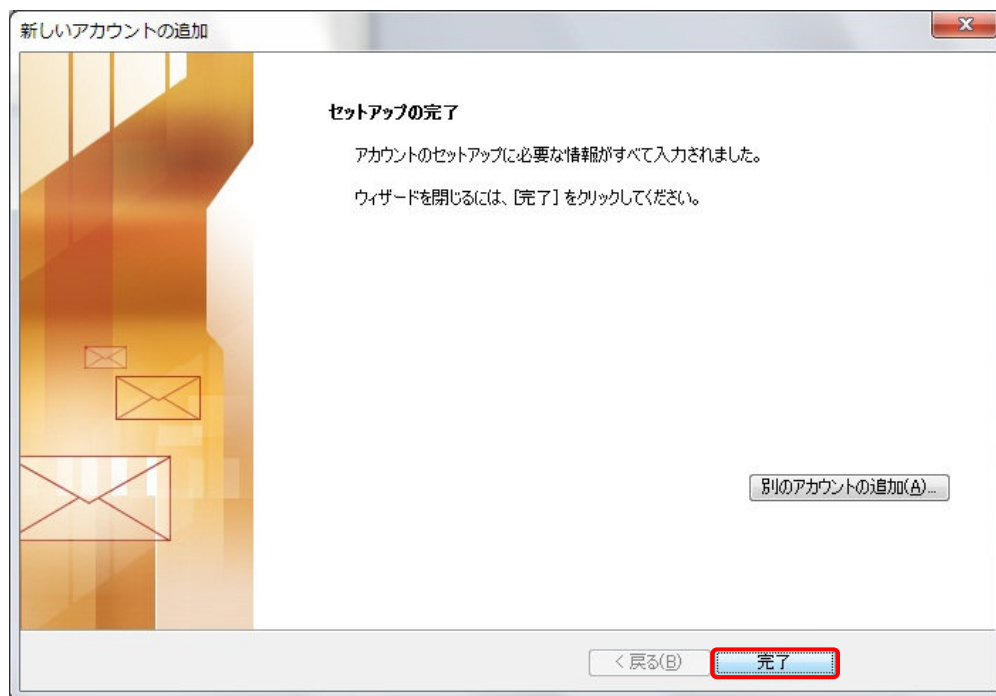 新しいアカウントの追加
セットアップの完了
アカウントのセットアップに必要な情報がすべて入力されました。
ウィザードを閉じるには、[完了] をクリックしてください。
別のアカウントの追加(A)...
< 戻る(B)
完了